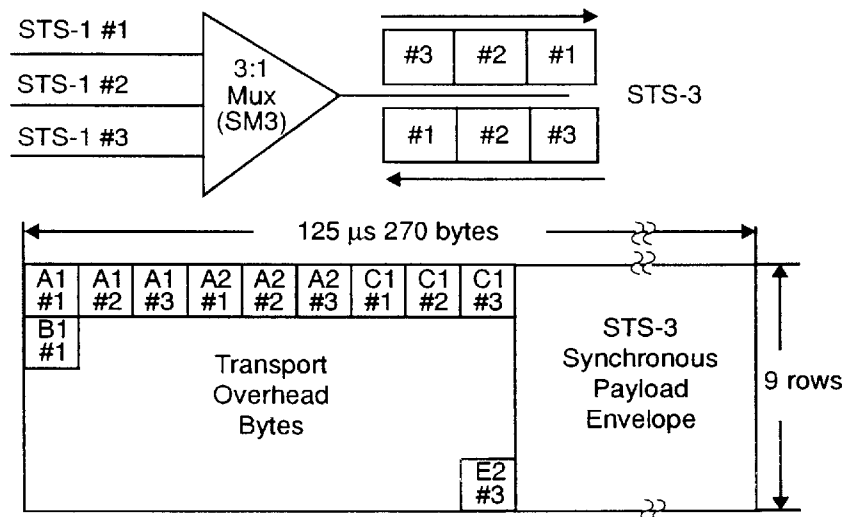 STS-1 #1
STS-1 #2
STS-1 #3
3:1
Mux
(SM3)
#3 #2 #1
#1 #2 #3
STS-3
125 μs 270 bytes
A1 A1 A1 A2 A2 A2 C1 C1 C1
#1 #2 #3 #1 #2 #3 #1 #2 #3
B1
#1
Transport
Overhead
Bytes
E2
#3
STS-3
Synchronous
Payload
Envelope
9 rows